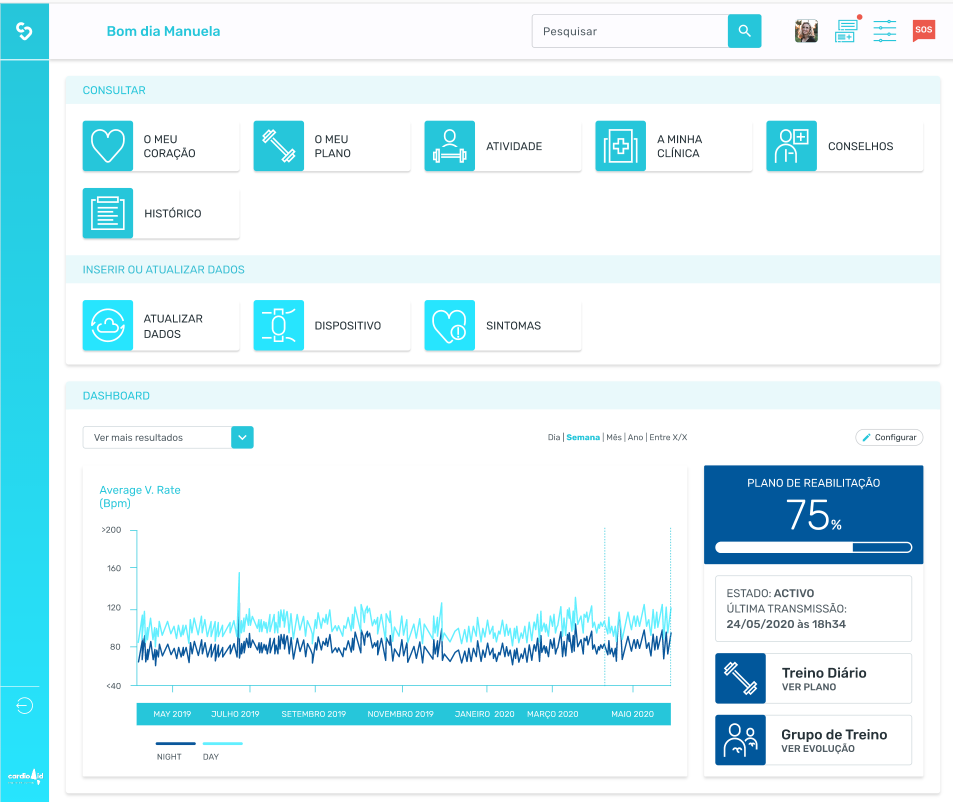 Bom dia Manuela
Pesquisar
SOS
CONSULTAR
O MEU
CORAÇÃO
O MEU
PLANO
ATIVIDADE
A MINHA
CLÍNICA
CONSELHOS
HISTÓRICO
INSERIR OU ATUALIZAR DADOS
ATUALIZAR
DADOS
DISPOSITIVO
SINTOMAS
DASHBOARD
Ver mais resultados
Dia | Semana | Mês | Ano | Entre X/X
Configurar
Average V. Rate
(Bpm)
>200
160
120
80
<40
MAY 2019 JULHO 2019 SETEMBRO 2019 NOVEMBRO 2019 JANEIRO 2020 MARÇO 2020 MAIO 2020
NIGHT DAY
PLANO DE REABILITAÇÃO
75%
ESTADO: ACTIVO
ÚLTIMA TRANSMISSÃO:
24/05/2020 às 18h34
Treino Diário
VER PLANO
Grupo de Treino
VER EVOLUÇÃO